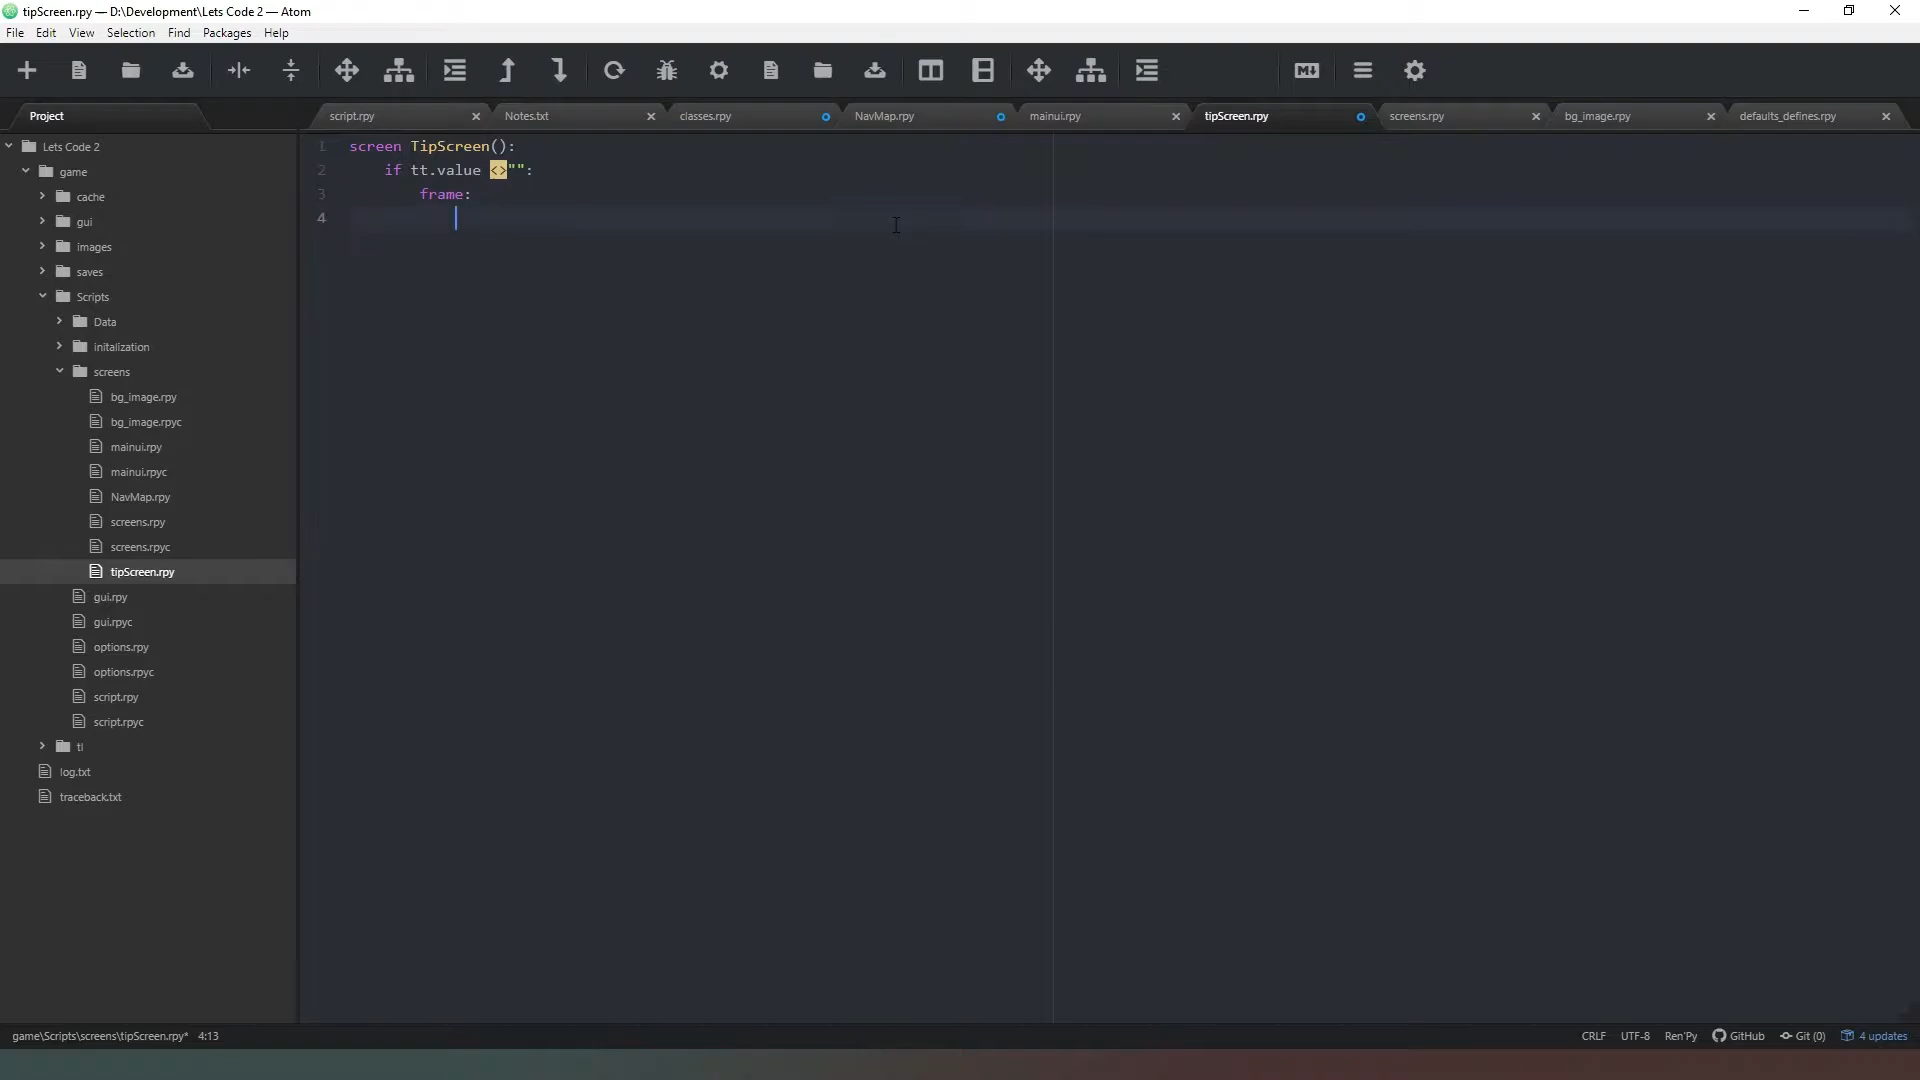 tipScreen.rpy — D:\Development\Lets Code 2 — Atom
File Edit View Selection Find Packages Help
Project
script.rpy Notes.txt classes.rpy NavMap.rpy mainui.rpy tipScreen.rpy screens.rpy bg_image.rpy defaults_defines.rpy
Lets Code 2
game
cache
gui
images
saves
Scripts
Data
initalization
screens
bg_image.rpy
bg_image.rpyc
mainui.rpy
mainui.rpyc
NavMap.rpy
screens.rpy
screens.rpyc
tipScreen.rpy
gui.rpy
gui.rpyc
options.rpy
options.rpyc
script.rpy
script.rpyc
tl
log.txt
traceback.txt
1 screen TipScreen():
2 if tt.value <>"":
3 frame:
4
game\Scripts\screens\tipScreen.rpy* 4:13
CRLF UTF-8 Ren'Py GitHub Git (0) 4 updates